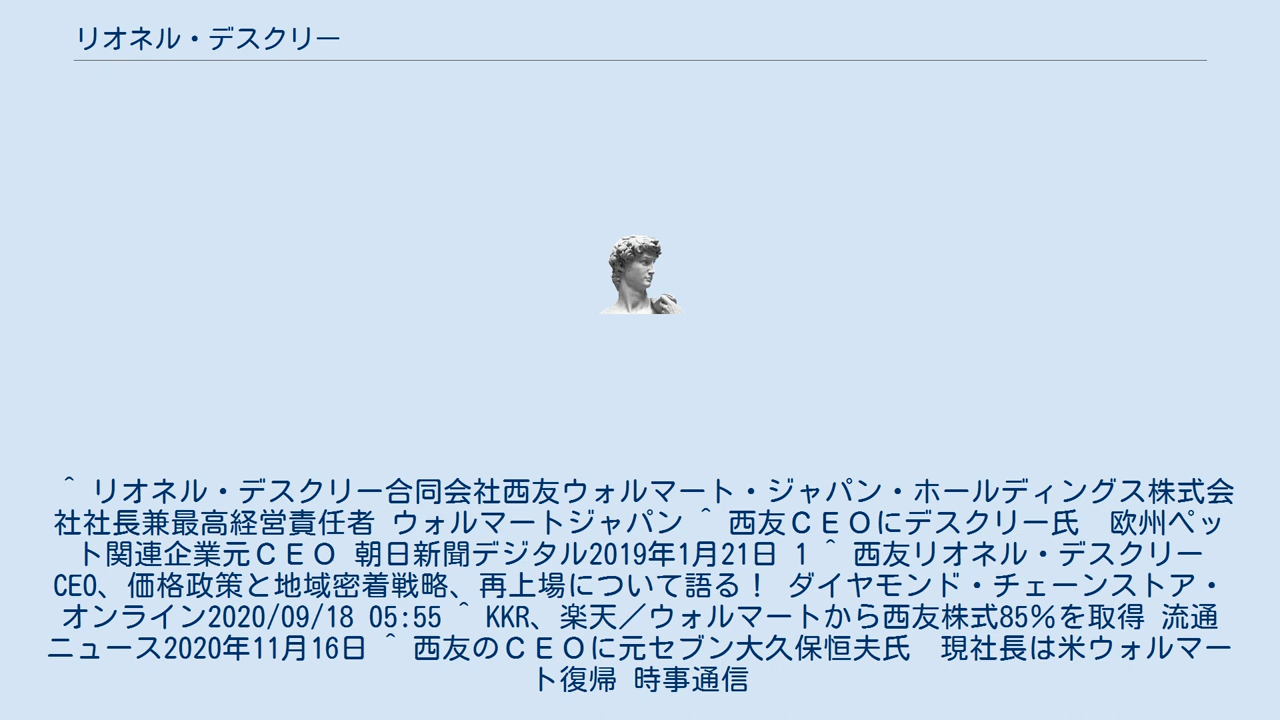 リオネル・デスクリー
^ リオネル・デスクリー合同会社西友ウォルマート・ジャパン・ホールディングス株式会
社社長兼最高経営責任者 ウォルマートジャパン ^ 西友ＣＥＯにデスクリー氏　欧州ペッ
ト関連企業元ＣＥＯ 朝日新聞デジタル2019年1月21日 1 ^ 西友リオネル・デスクリー
CEO、価格政策と地域密着戦略、再上場について語る！ ダイヤモンド・チェーンストア・
オンライン2020/09/18 05:55 ^ KKR、楽天／ウォルマートから西友株式85％を取得 流通
ニュース2020年11月16日 ^ 西友のＣＥＯに元セブン大久保恒夫氏　現社長は米ウォルマー
ト復帰 時事通信